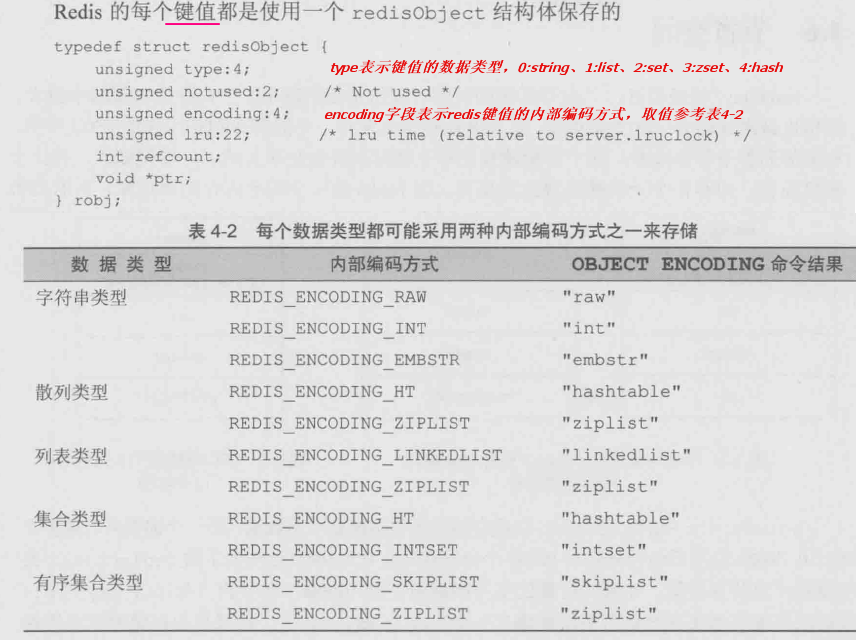 Redis 的每个键值都是使用一个 redisObject 结构体保存的
typedef struct redisObject {
unsigned type:4; type表示键值的数据类型，0:string、1:list、2:set、3:zset、4:hash
unsigned notused:2; /* Not used */
unsigned encoding:4; encoding字段表示redis键值的内部编码方式，取值参考表4-2
unsigned lru:22; /* lru time (relative to server.lruclock) */
int refcount;
void *ptr;
} robj;
表 4-2 每个数据类型都可能采用两种内部编码方式之一来存储
数据类型 内部编码方式 OBJECT ENCODING 命令结果
字符串类型 REDIS_ENCODING_RAW "raw"
REDIS_ENCODING_INT "int"
REDIS_ENCODING_EMBSTR "embstr"
散列类型 REDIS_ENCODING_HT "hashtable"
REDIS_ENCODING_ZIPLIST "ziplist"
列表类型 REDIS_ENCODING_LINKEDLIST "linkedlist"
REDIS_ENCODING_ZIPLIST "ziplist"
集合类型 REDIS_ENCODING_HT "hashtable"
REDIS_ENCODING_INTSET "intset"
有序集合类型 REDIS_ENCODING_SKIPLIST "skiplist"
REDIS_ENCODING_ZIPLIST "ziplist"